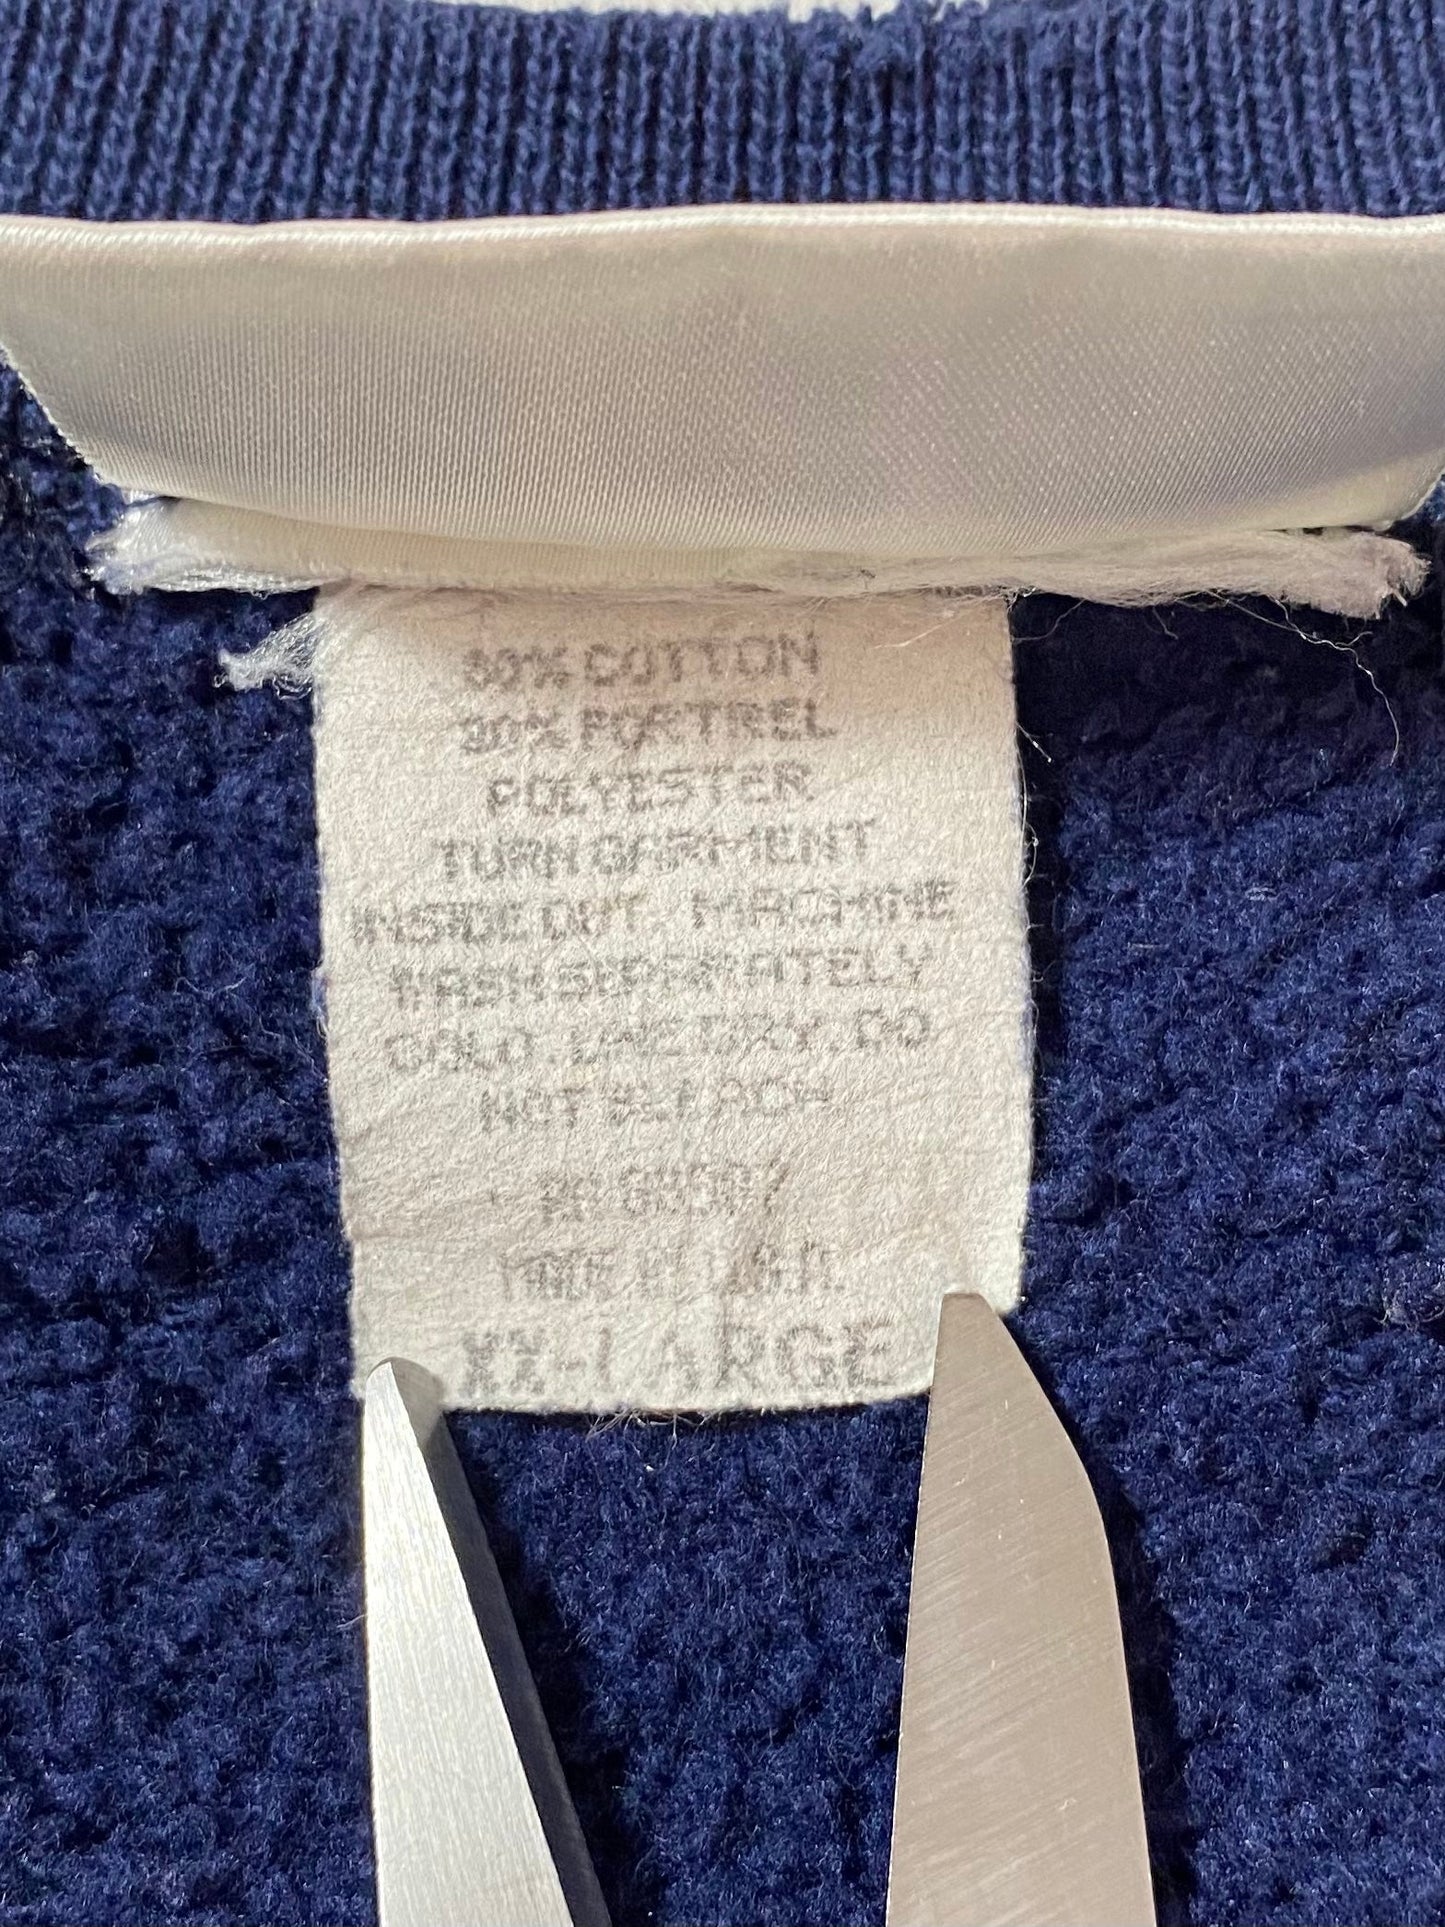 COTTON
FORTREL
POLYESTER
TURN GARMENT
INSIDE OUT. MACHINE
WASH SEPARATELY
COLD. DRY. DO
NOT BLEACH
MADE IN
XX-LARGE